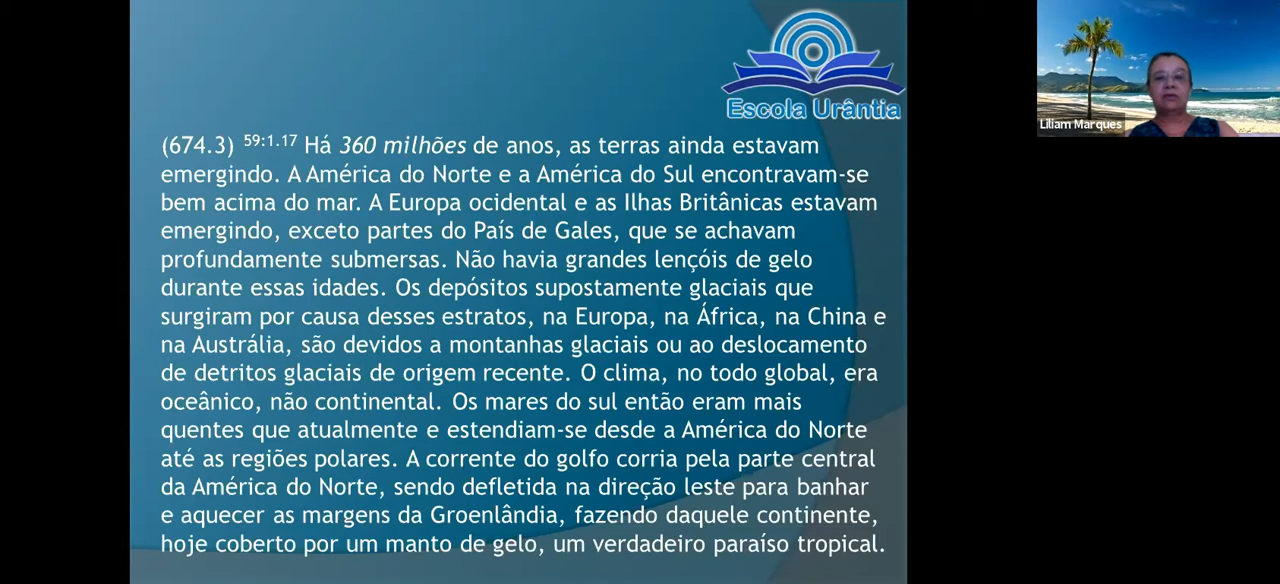 Escola Urântia
Liliam Marques
(674.3) 59:1.17 Há 360 milhões de anos, as terras ainda estavam
emergindo. A América do Norte e a América do Sul encontravam-se
bem acima do mar. A Europa ocidental e as Ilhas Britânicas estavam
emergindo, exceto partes do País de Gales, que se achavam
profundamente submersas. Não havia grandes lençóis de gelo
durante essas idades. Os depósitos supostamente glaciais que
surgiram por causa desses estratos, na Europa, na África, na China e
na Austrália, são devidos a montanhas glaciais ou ao deslocamento
de detritos glaciais de origem recente. O clima, no todo global, era
oceânico, não continental. Os mares do sul então eram mais
quentes que atualmente e estendiam-se desde a América do Norte
até as regiões polares. A corrente do golfo corria pela parte central
da América do Norte, sendo defletida na direção leste para banhar
e aquecer as margens da Groenlândia, fazendo daquele continente,
hoje coberto por um manto de gelo, um verdadeiro paraíso tropical.